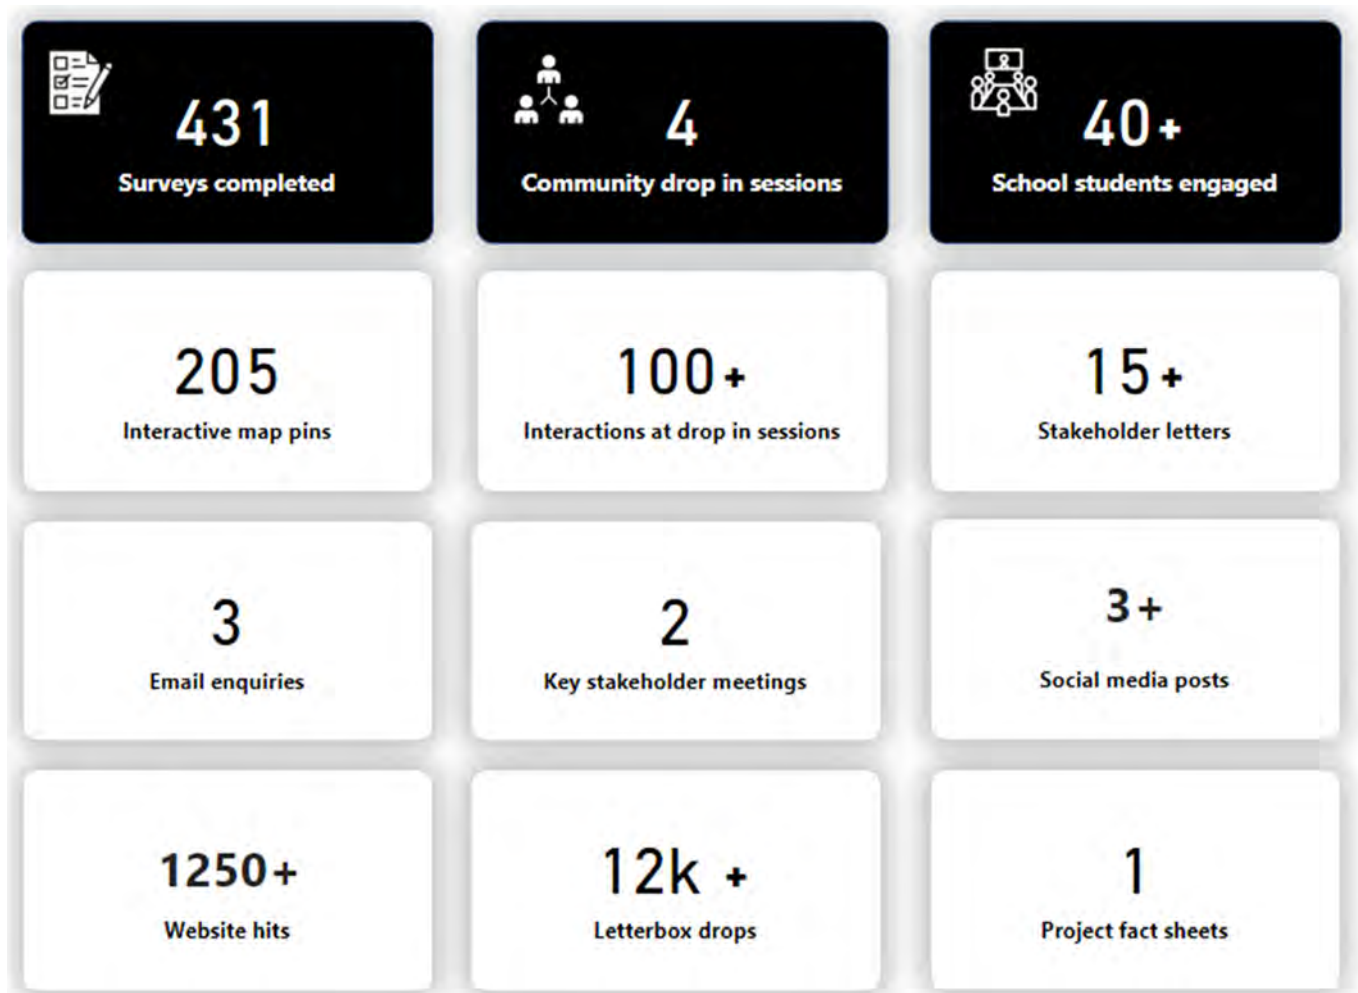 431
Surveys completed
4
Community drop in sessions
40+
School students engaged
205
Interactive map pins
100+
Interactions at drop in sessions
15+
Stakeholder letters
3
Email enquiries
2
Key stakeholder meetings
3+
Social media posts
1250+
Website hits
12k +
Letterbox drops
1
Project fact sheets